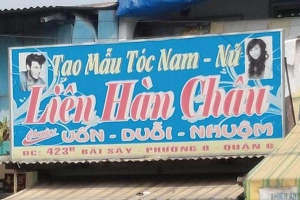 Tạo Mẫu Tóc Nam - Nữ
Liên Hàn Châu
Chuyên UỐN - DUỖI - NHUỘM
ĐC: 423B BÃI SẬY - PHƯỜNG 8 - QUẬN 6